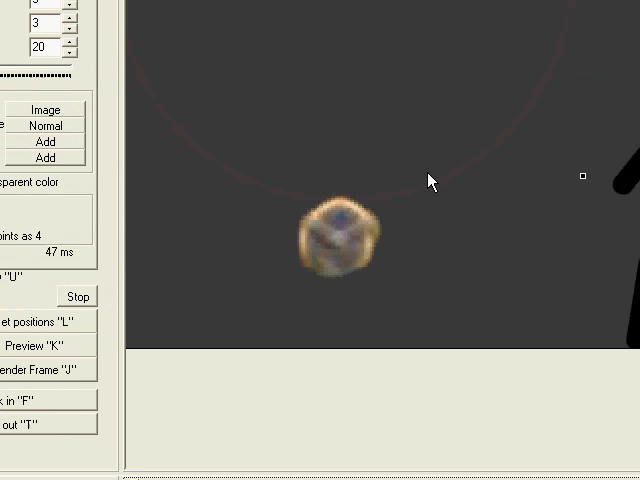 3
20
Image
Normal
Add
Add
sparent color
oints as 4
47 ms
"U"
Stop
et positions "L"
Preview "K"
ender Frame "J"
k in "F"
out "T"